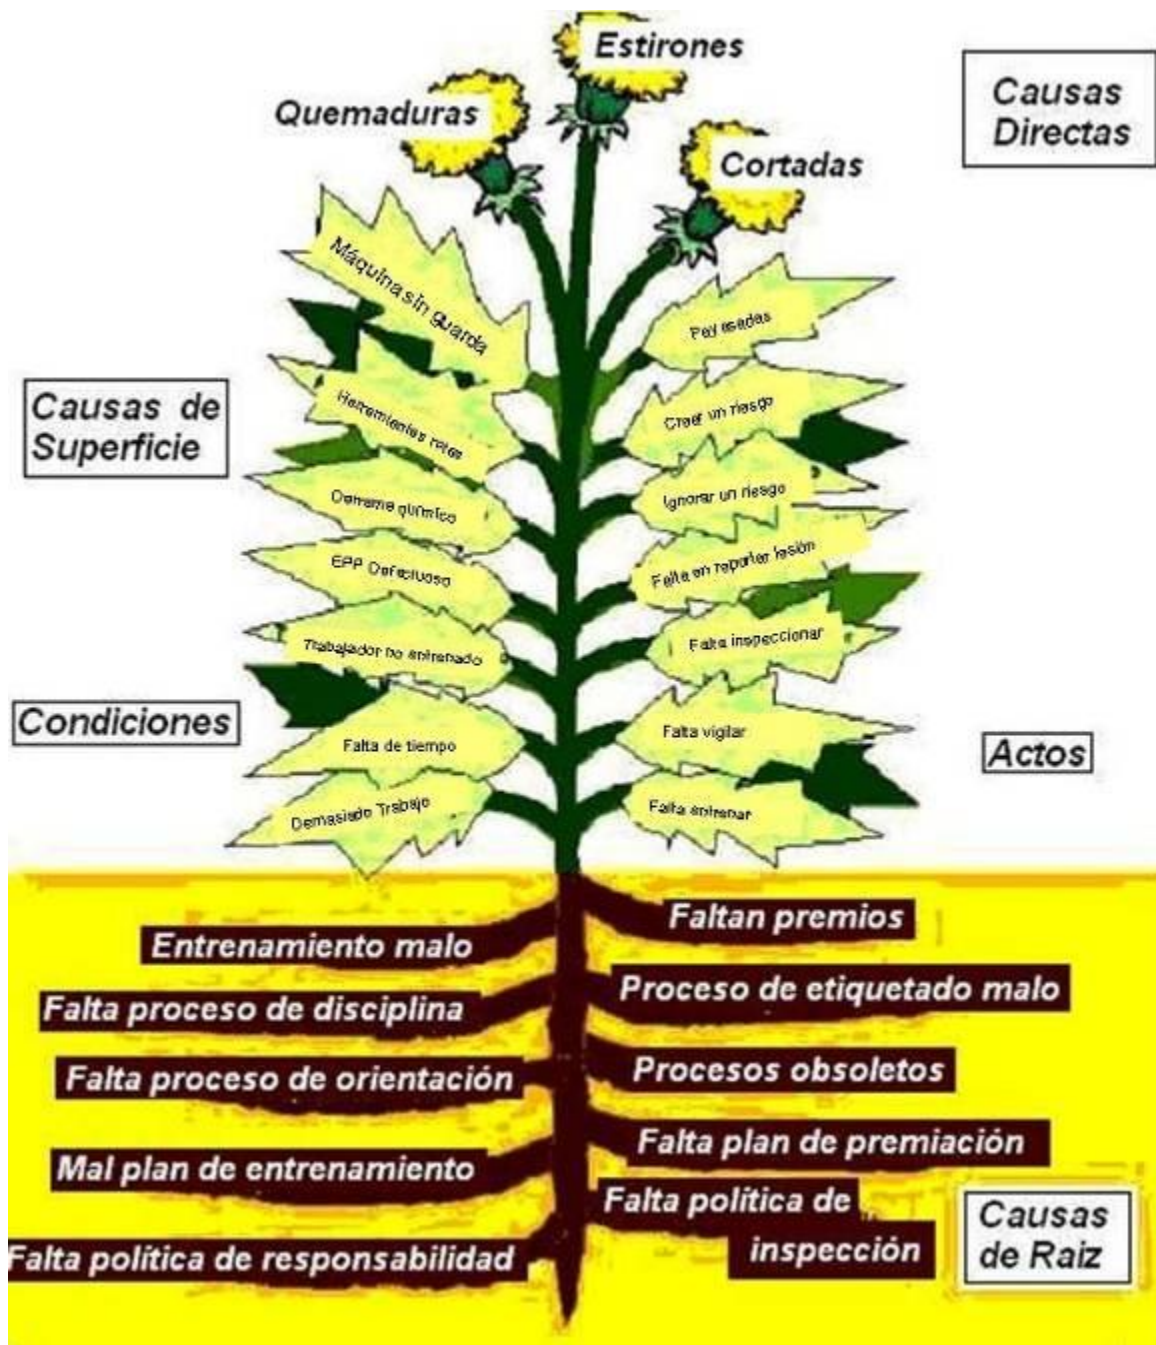 Estirones
Quemaduras
Cortadas
Causas
Directas
Máquina sin guarda
Payasadas
Causas de
Superficie
Herramientas rotas
Crear un riesgo
Derrame químico
Ignorar un riesgo
EPP Defectuoso
Falta en reportar lesión
Trabajador no entrenado
Falta inspeccionar
Condiciones
Falta de tiempo
Falta vigilar
Actos
Demasiado Trabajo
Falta entrenar
Entrenamiento malo
Faltan premios
Falta proceso de disciplina
Proceso de etiquetado malo
Falta proceso de orientación
Procesos obsoletos
Mal plan de entrenamiento
Falta plan de premiación
Falta política de responsabilidad
Falta política de
inspección
Causas
de Raiz